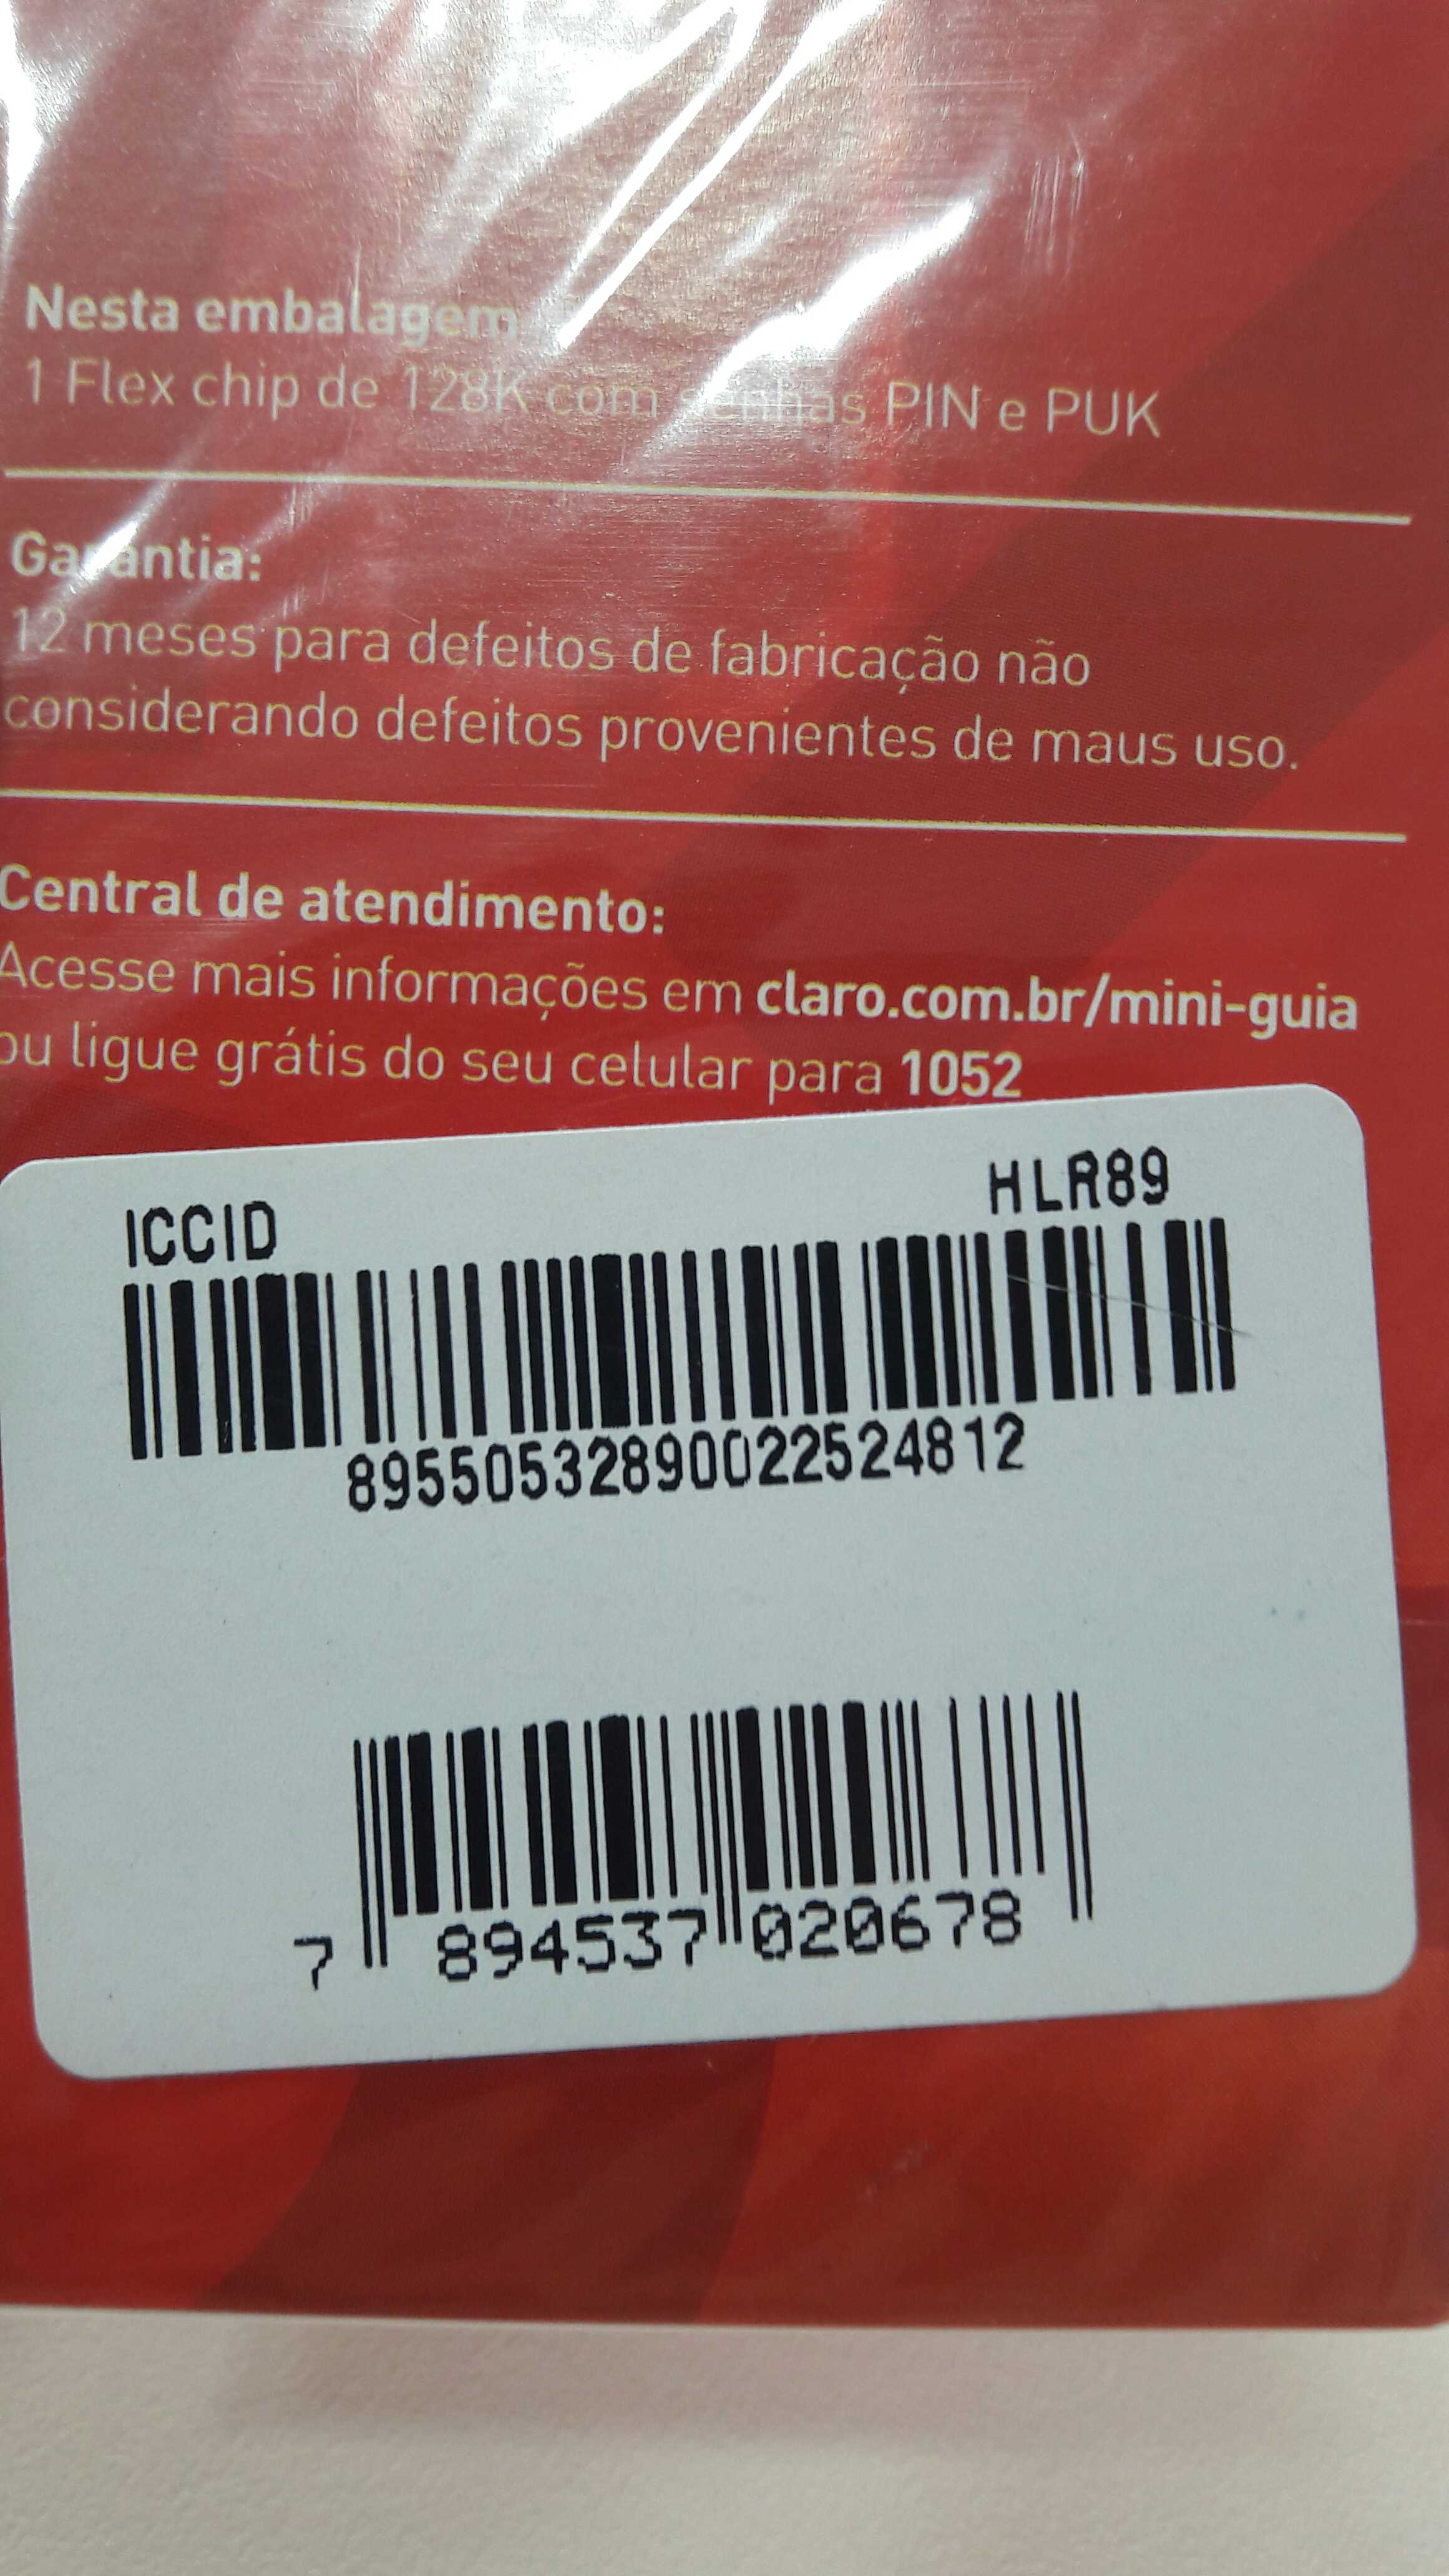 Nesta embalagem
1 Flex chip de 128K com senhas PIN e PUK
Garantia:
12 meses para defeitos de fabricação não
considerando defeitos provenientes de maus uso.
Central de atendimento:
Acesse mais informações em claro.com.br/mini-guia
ou ligue grátis do seu celular para 1052
ICCID HLR89
89550532890022524812
7 894537 020678